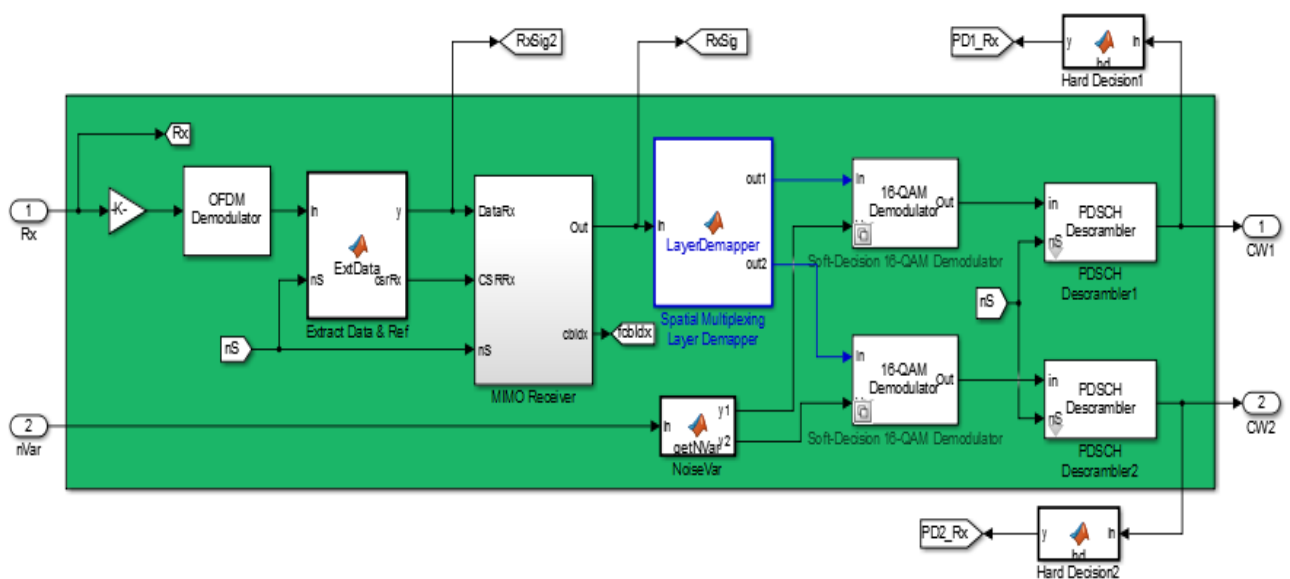 RxSig2
RxSig
PD1_Rx
y
In
hd
Hard Decision1
Rx
1
Rx
-K-
OFDM
Demodulator
In
y
ExtData
nS
csrRx
Extract Data & Ref
nS
DataRx
Out
CSRRx
cbIdx
nS
MIMO Receiver
fcbIdx
In
out1
LayerDemapper
out2
Spatial Multiplexing
Layer Demapper
In
16-QAM
Demodulator
Out
Soft-Decision 16-QAM Demodulator
in
PDSCH
Descrambler
nS
PDSCH
Descrambler1
1
CW1
nS
In
16-QAM
Demodulator
Out
Soft-Decision 16-QAM Demodulator
in
PDSCH
Descrambler
nS
PDSCH
Descrambler2
2
CW2
2
nVar
In
y1
getNVar
y2
NoiseVar
PD2_Rx
y
In
hd
Hard Decision2